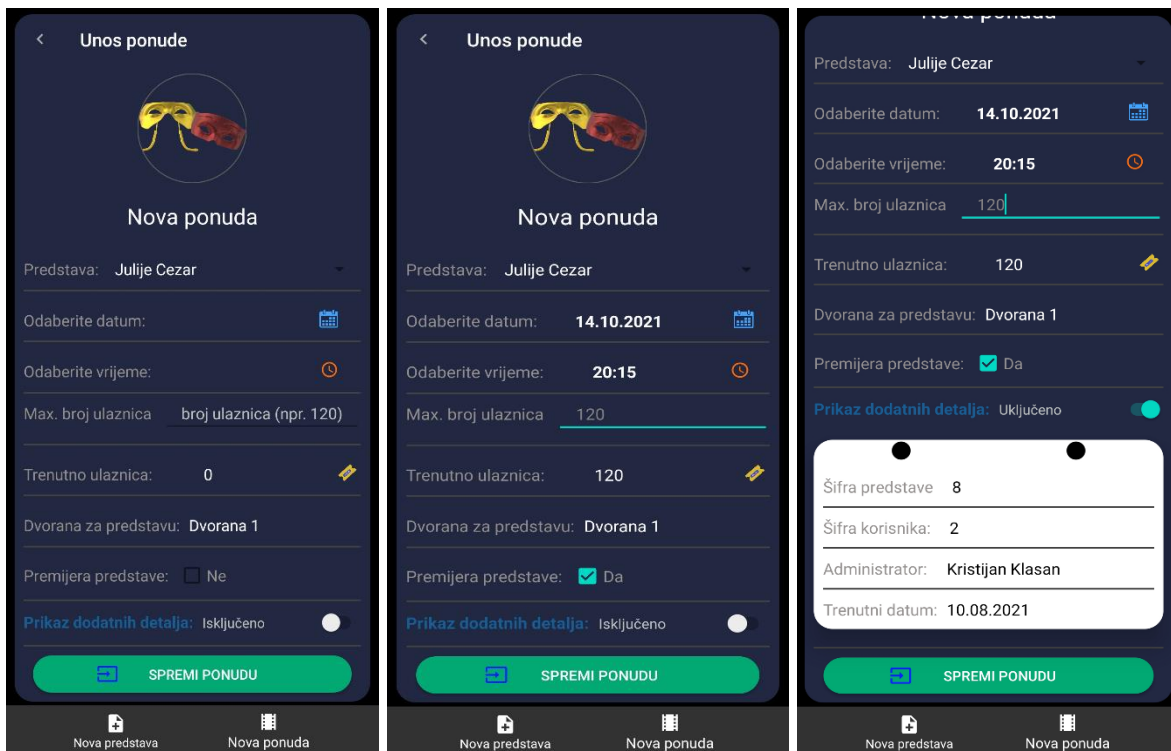 Unos ponude
Nova ponuda
Predstava: Julije Cezar
Odaberite datum:
Odaberite vrijeme:
Max. broj ulaznica broj ulaznica (npr. 120)
Trenutno ulaznica: 0
Dvorana za predstavu: Dvorana 1
Premijera predstave: Ne
Prikaz dodatnih detalja: Isključeno
SPREMI PONUDU
Nova predstava Nova ponuda
Unos ponude
Nova ponuda
Predstava: Julije Cezar
Odaberite datum: 14.10.2021
Odaberite vrijeme: 20:15
Max. broj ulaznica 120
Trenutno ulaznica: 120
Dvorana za predstavu: Dvorana 1
Premijera predstave: Da
Prikaz dodatnih detalja: Isključeno
SPREMI PONUDU
Nova predstava Nova ponuda
Nova ponuda
Predstava: Julije Cezar
Odaberite datum: 14.10.2021
Odaberite vrijeme: 20:15
Max. broj ulaznica 120
Trenutno ulaznica: 120
Dvorana za predstavu: Dvorana 1
Premijera predstave: Da
Prikaz dodatnih detalja: Uključeno
Šifra predstave 8
Šifra korisnika: 2
Administrator: Kristijan Klasan
Trenutni datum: 10.08.2021
SPREMI PONUDU
Nova predstava Nova ponuda